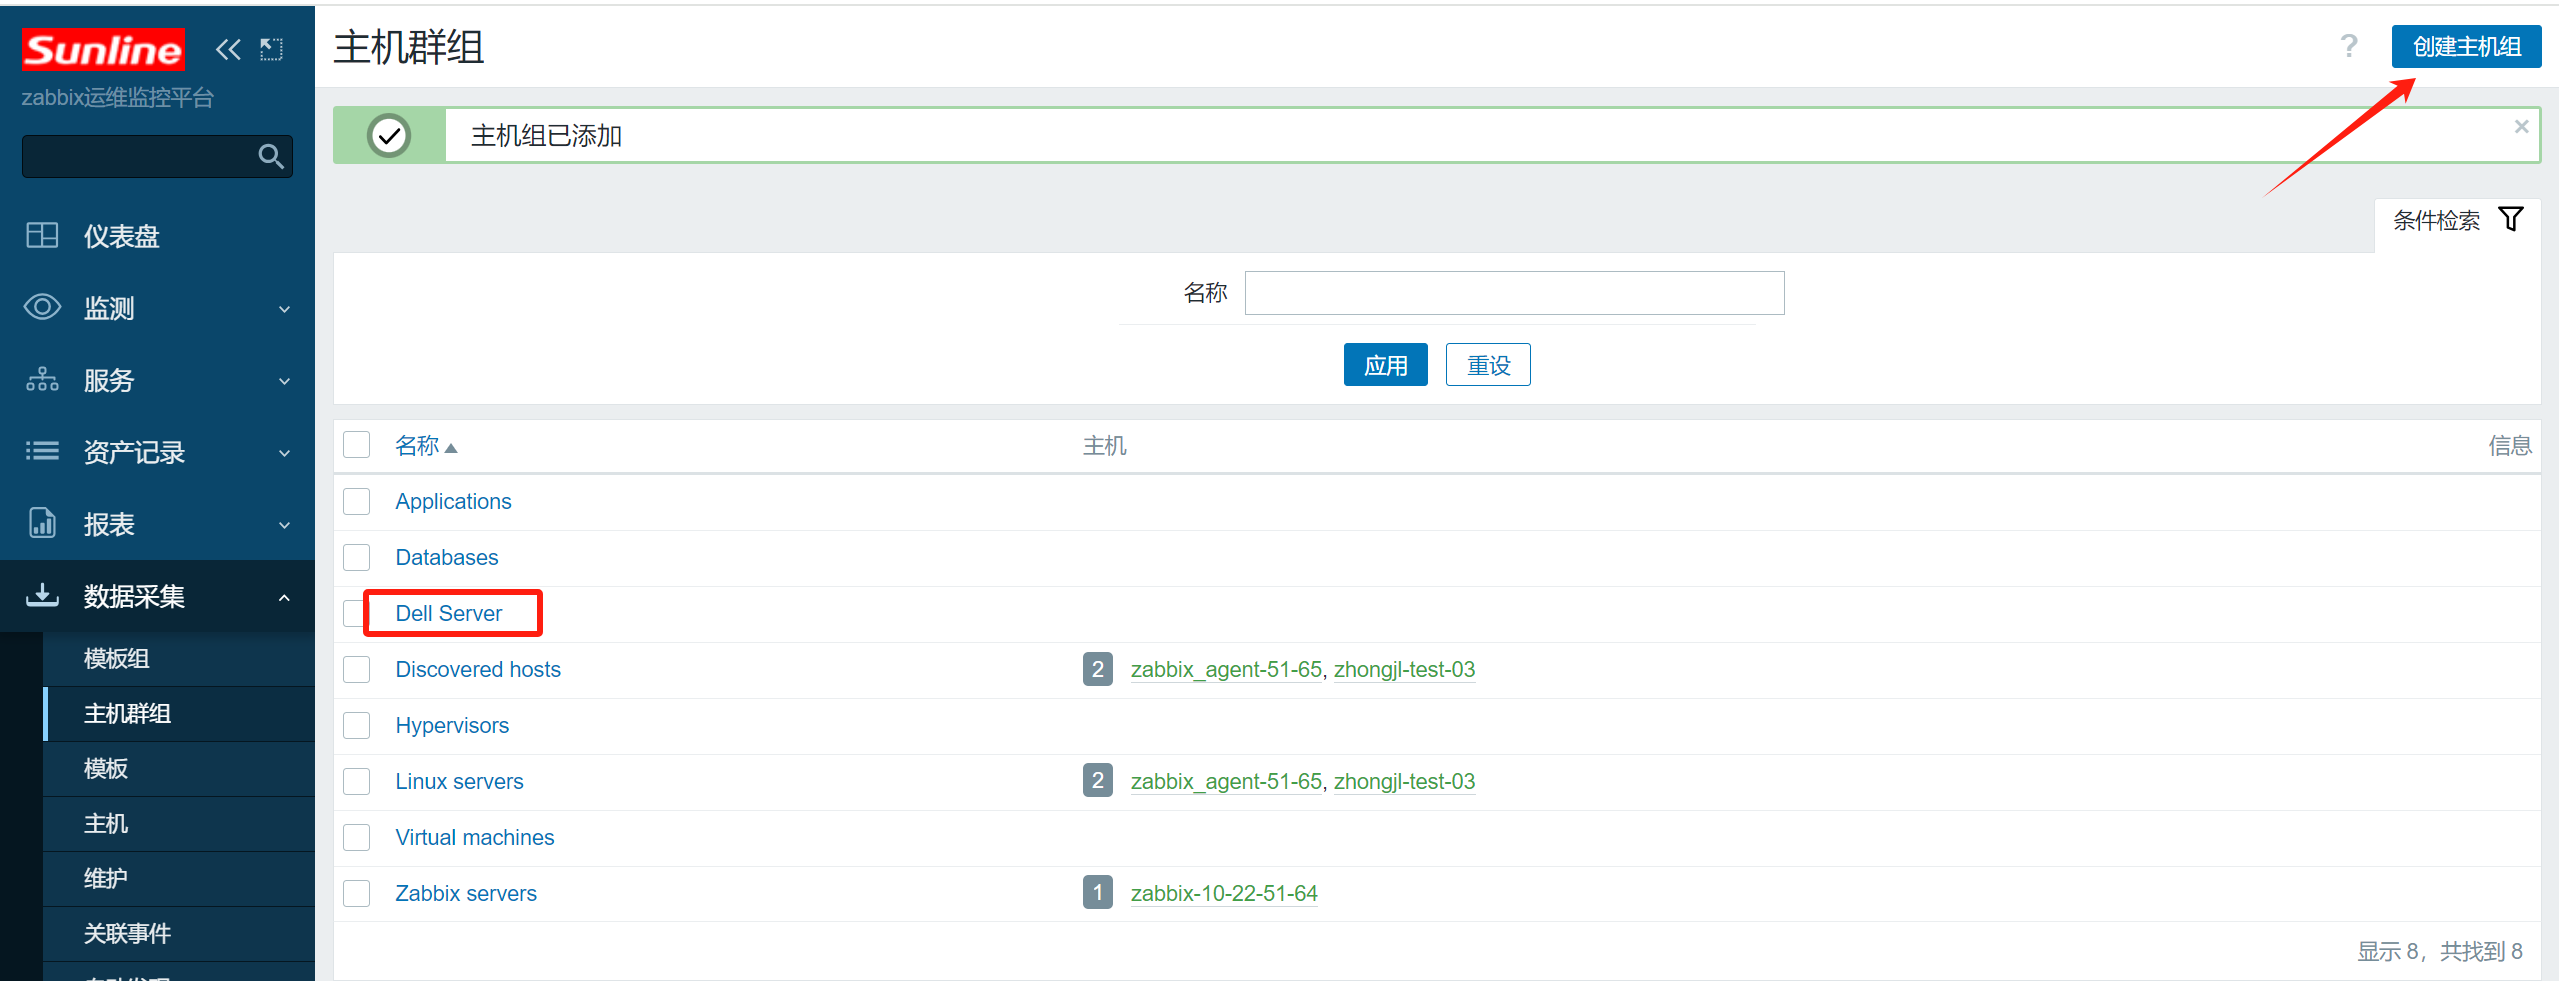 Sunline
zabbix运维监控平台
仪表盘
监测
服务
资产记录
报表
数据采集
模板组
主机群组
模板
主机
维护
关联事件
主机群组
?
创建主机组
主机组已添加
条件检索
名称
应用 重设
名称 主机 信息
Applications
Databases
Dell Server
Discovered hosts 2 zabbix_agent-51-65, zhongjl-test-03
Hypervisors
Linux servers 2 zabbix_agent-51-65, zhongjl-test-03
Virtual machines
Zabbix servers 1 zabbix-10-22-51-64
显示 8，共找到 8